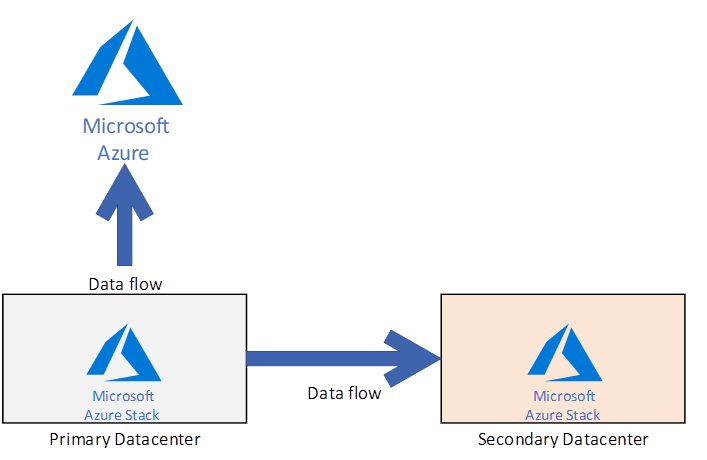 Microsoft
Azure
Data flow
Microsoft
Azure Stack
Primary Datacenter
Data flow
Microsoft
Azure Stack
Secondary Datacenter